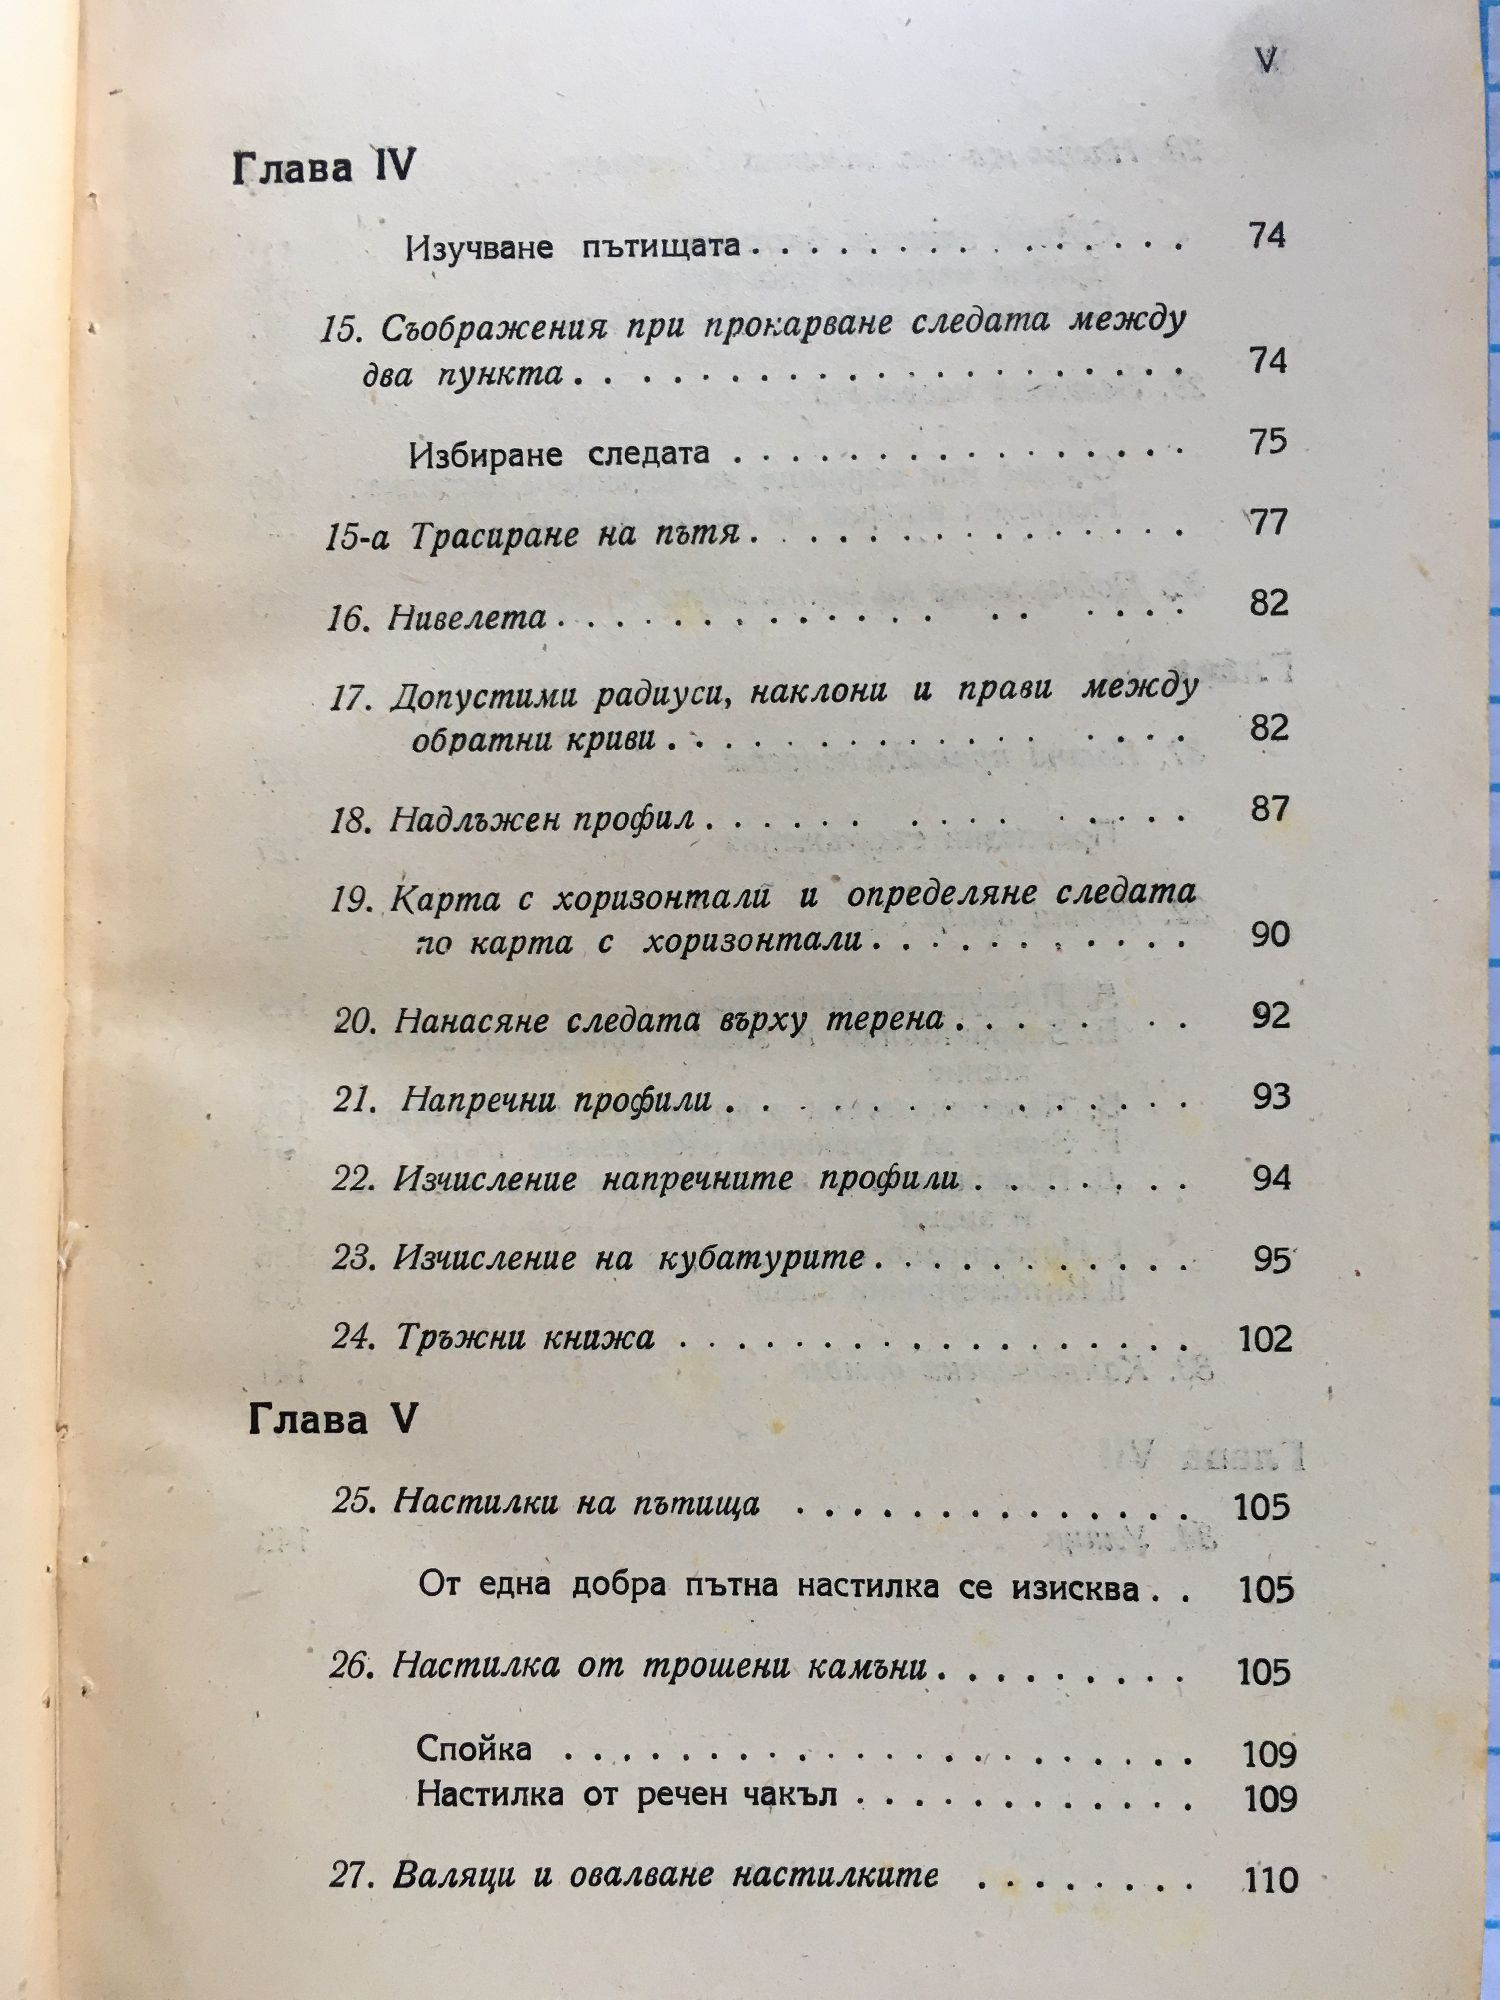 V
Глава IV
Изучване пътищата . . . . . . . . . . . . . . . 74
15. Съображения при прокарване следата между
два пункта . . . . . . . . . . . . . . . . . . . . . 74
Избиране следата . . . . . . . . . . . . . . . . 75
15-а Трасиране на пътя . . . . . . . . . . . . . . . 77
16. Нивелета . . . . . . . . . . . . . . . . . . . 82
17. Допустими радиуси, наклони и прави между
обратни криви . . . . . . . . . . . . . . . . . 82
18. Надлъжен профил . . . . . . . . . . . . . . . 87
19. Карта с хоризонтали и определяне следата
по карта с хоризонтали . . . . . . . . . . . 90
20. Нанасяне следата върху терена . . . . . . . 92
21. Напречни профили . . . . . . . . . . . . . . . 93
22. Изчисление напречните профили . . . . . . . . 94
23. Изчисление на кубатурите . . . . . . . . . . . 95
24. Тръжни книжа . . . . . . . . . . . . . . . . . . 102
Глава V
25. Настилки на пътища . . . . . . . . . . . . . . 105
От една добра пътна настилка се изисква . . 105
26. Настилка от трошени камъни . . . . . . . . . 105
Спойка . . . . . . . . . . . . . . . . . . . . . . 109
Настилка от речен чакъл . . . . . . . . . . . . 109
27. Валяци и овалване настилките . . . . . . . . 110